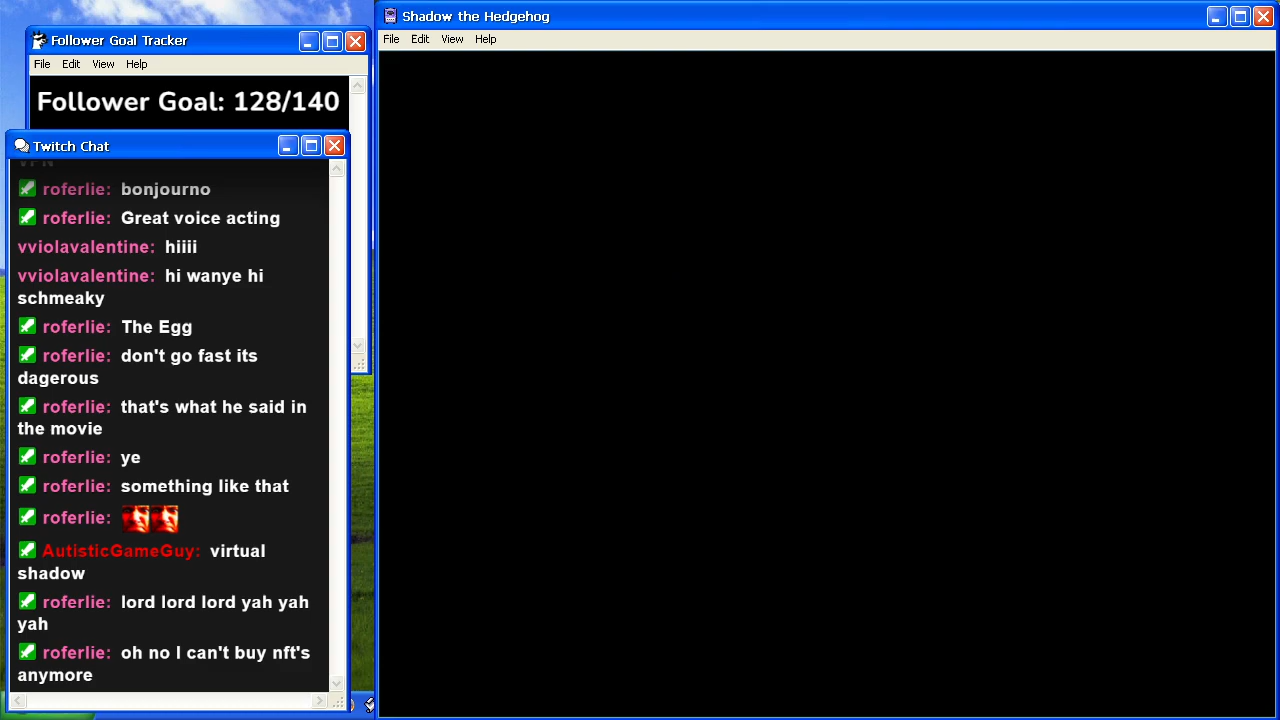 Follower Goal Tracker
File Edit View Help
Follower Goal: 128/140
Twitch Chat
roferlie: bonjourno
roferlie: Great voice acting
vviolavalentine: hiiii
vviolavalentine: hi wanye hi
schmeaky
roferlie: The Egg
roferlie: don't go fast its
dagerous
roferlie: that's what he said in
the movie
roferlie: ye
roferlie: something like that
roferlie:
AutisticGameGuy: virtual
shadow
roferlie: lord lord lord yah yah
yah
roferlie: oh no I can't buy nft's
anymore
Shadow the Hedgehog
File Edit View Help